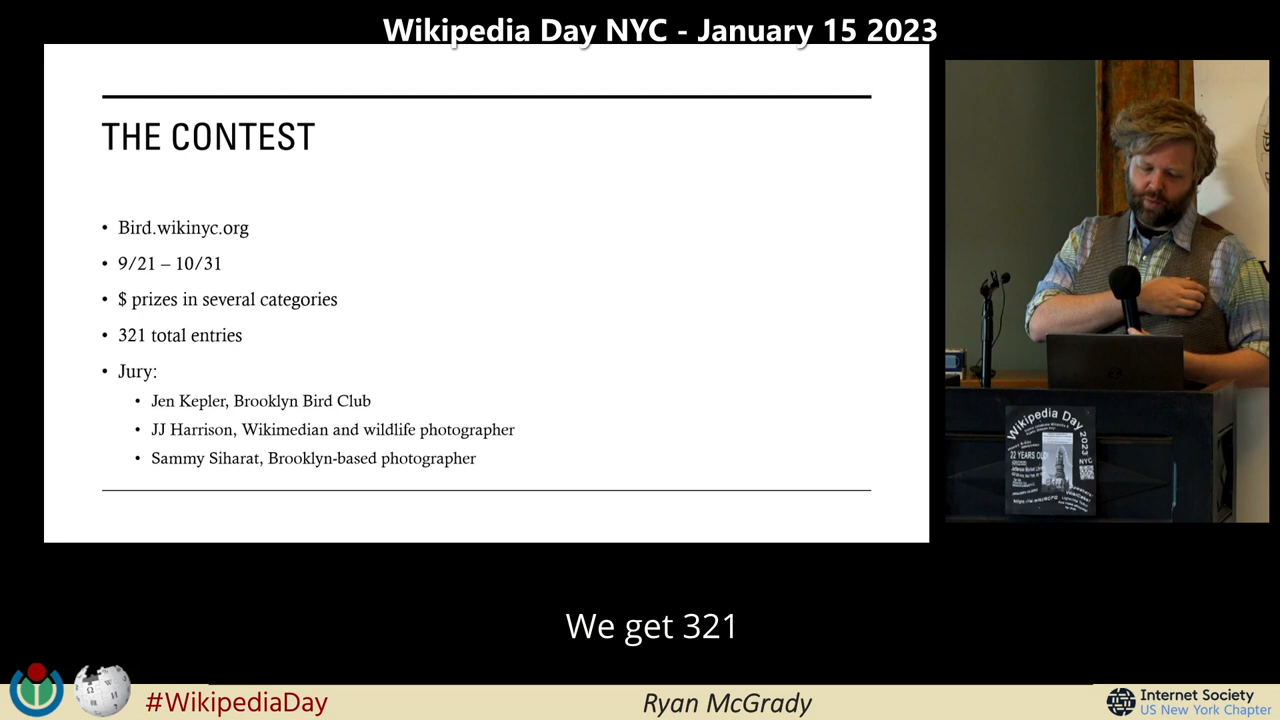 Wikipedia Day NYC - January 15 2023
THE CONTEST
• Bird.wikinyc.org
• 9/21 – 10/31
• $ prizes in several categories
• 321 total entries
• Jury:
• Jen Kepler, Brooklyn Bird Club
• JJ Harrison, Wikimedian and wildlife photographer
• Sammy Siharat, Brooklyn-based photographer
Wikipedia Day
2023
NYC
22 YEARS OLD!
We get 321
#WikipediaDay
Ryan McGrady
Internet Society
US New York Chapter